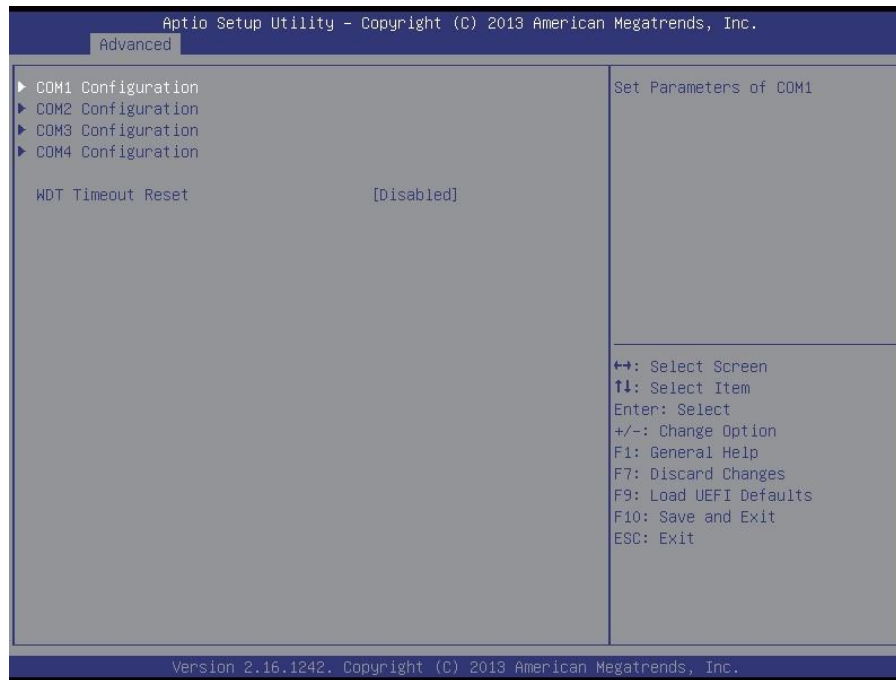 Aptio Setup Utility – Copyright (C) 2013 American Megatrends, Inc.
Advanced
COM1 Configuration
COM2 Configuration
COM3 Configuration
COM4 Configuration
WDT Timeout Reset [Disabled]
Set Parameters of COM1
↔: Select Screen
↑↓: Select Item
Enter: Select
+/-: Change Option
F1: General Help
F7: Discard Changes
F9: Load UEFI Defaults
F10: Save and Exit
ESC: Exit
Version 2.16.1242. Copyright (C) 2013 American Megatrends, Inc.